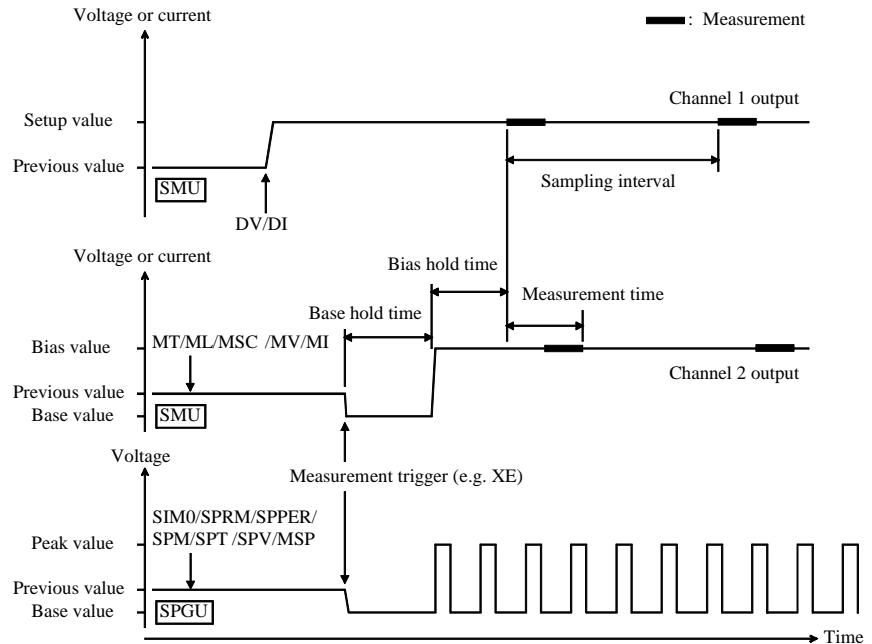 Voltage or current
: Measurement
Setup value
Channel 1 output
Previous value
SMU
Sampling interval
DV/DI
Voltage or current
Bias hold time
Base hold time
Measurement time
MT/ML/MSC /MV/MI
Bias value
Channel 2 output
Previous value
Base value
SMU
Voltage
Measurement trigger (e.g. XE)
SIM0/SPRM/SPPER/
SPM/SPT /SPV/MSP
Peak value
Previous value
Base value
SPGU
Time